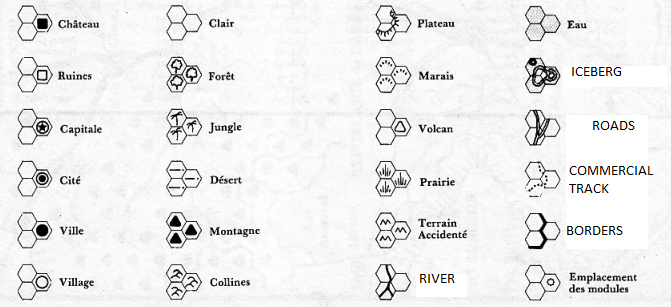 Château
Clair
Plateau
Eau
Ruines
Forêt
Marais
ICEBERG
Capitale
Jungle
Volcan
ROADS
Cité
Désert
Prairie
COMMERCIAL
TRACK
Ville
Montagne
Terrain
Accidenté
BORDERS
Village
Collines
RIVER
Emplacement
des modules